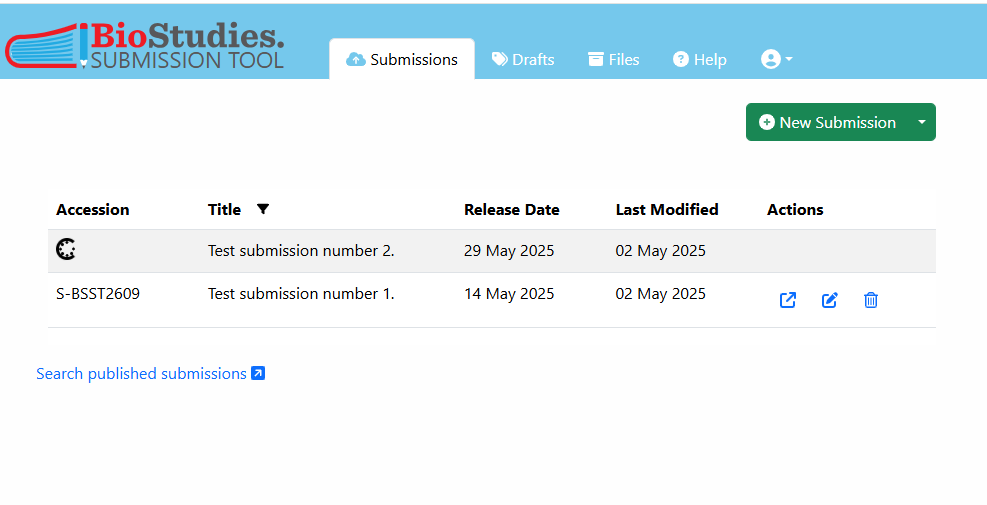 BioStudies.
SUBMISSION TOOL
Submissions Drafts Files Help
New Submission
Accession Title Release Date Last Modified Actions
Test submission number 2. 29 May 2025 02 May 2025
S-BSST2609 Test submission number 1. 14 May 2025 02 May 2025
Search published submissions